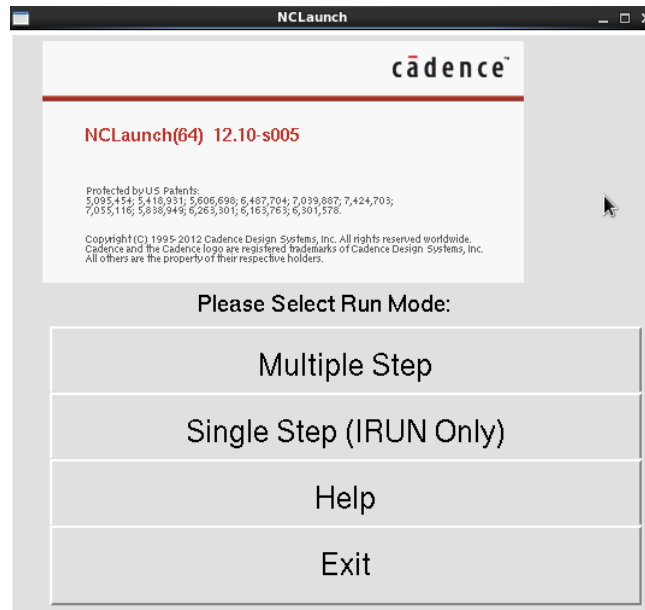 NCLaunch
cādence™
NCLaunch(64) 12.10-s005
Protected by US Patents:
5,095,454; 5,418,931; 5,606,698; 6,487,704; 7,039,887; 7,424,703;
7,055,116; 5,838,949; 6,263,301; 6,163,763; 6,301,578.
Copyright (C) 1995-2012 Cadence Design Systems, Inc. All rights reserved worldwide.
Cadence and the Cadence logo are registered trademarks of Cadence Design Systems, Inc.
All others are the property of their respective holders.
Please Select Run Mode:
Multiple Step
Single Step (IRUN Only)
Help
Exit